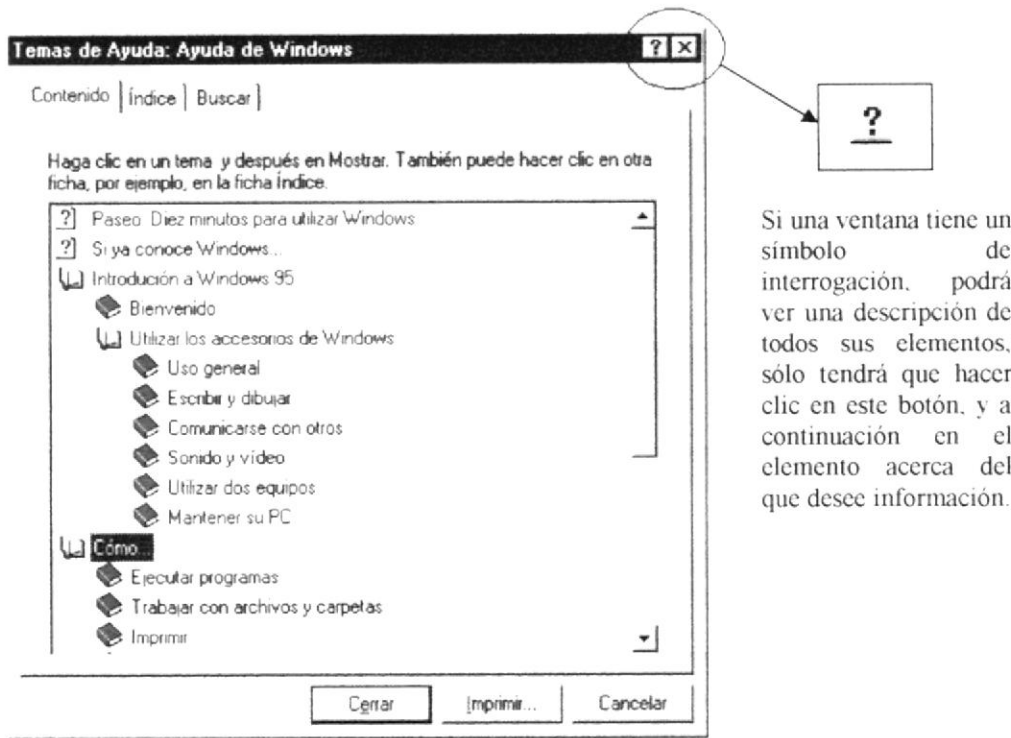 Temas de Ayuda: Ayuda de Windows ? ×
Contenido Índice Buscar
Haga clic en un tema y después en Mostrar. También puede hacer clic en otra
ficha, por ejemplo, en la ficha Índice.
? Paseo: Diez minutos para utilizar Windows
? Si ya conoce Windows...
Introdución a Windows 95
Bienvenido
Utilizar los accesorios de Windows
Uso general
Escribir y dibujar
Comunicarse con otros
Sonido y vídeo
Utilizar dos equipos
Mantener su PC
Cómo...
Ejecutar programas
Trabajar con archivos y carpetas
Imprimir
Cerrar Imprimir... Cancelar
?
Si una ventana tiene un
símbolo de
interrogación, podrá
ver una descripción de
todos sus elementos,
sólo tendrá que hacer
clic en este botón, y a
continuación en el
elemento acerca del
que desee información.